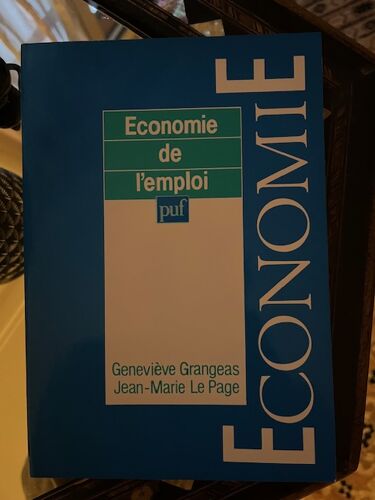 Economie
de
l'emploi
puf
Geneviève Grangeas
Jean-Marie Le Page
ECONOMIE